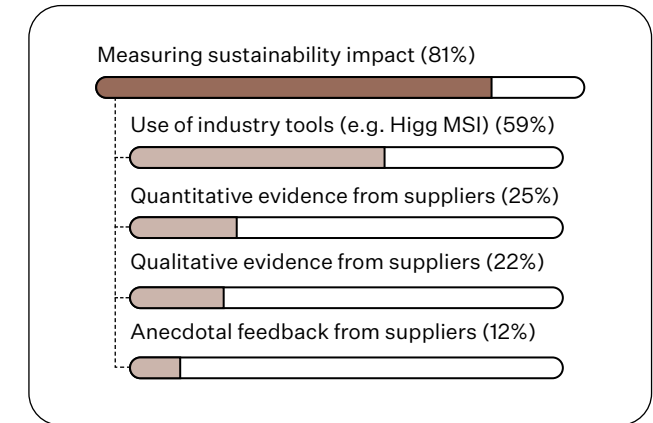 Measuring sustainability impact (81%)
Use of industry tools (e.g. Higg MSI) (59%)
Quantitative evidence from suppliers (25%)
Qualitative evidence from suppliers (22%)
Anecdotal feedback from suppliers (12%)